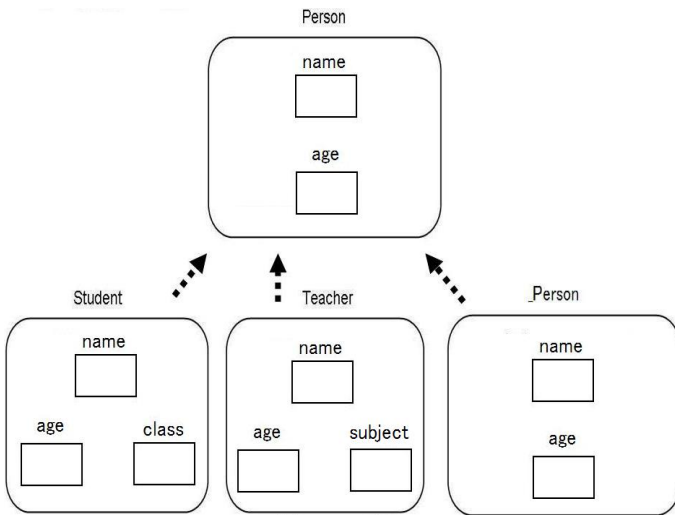 Person
name
age
Student
Teacher
_Person
name
age
class
name
age
subject
name
age